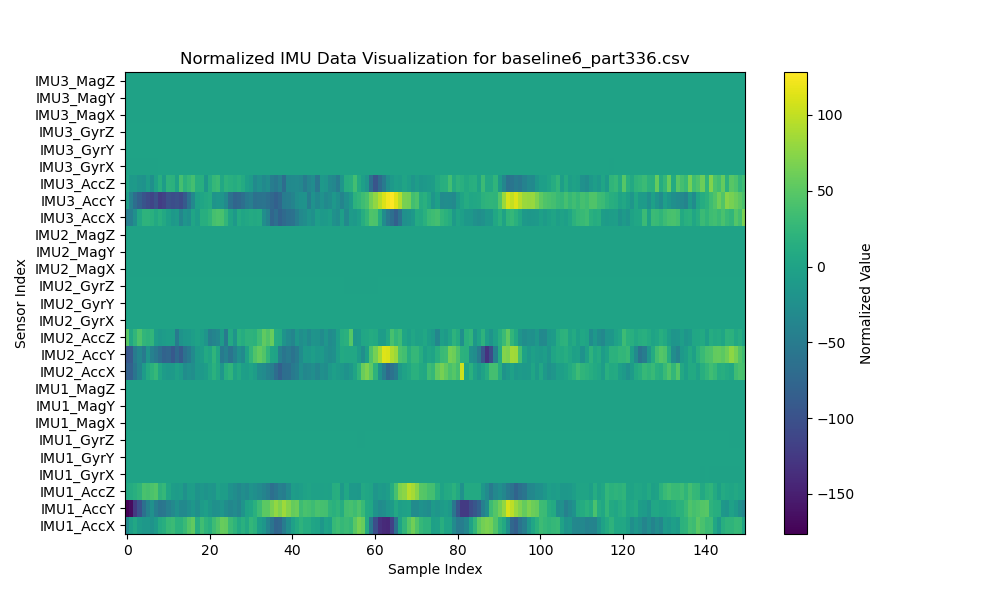 Normalized IMU Data Visualization for baseline6_part336.csv
IMU3_MagZ
IMU3_MagY
IMU3_MagX
IMU3_GyrZ
IMU3_GyrY
IMU3_GyrX
IMU3_AccZ
IMU3_AccY
IMU3_AccX
IMU2_MagZ
IMU2_MagY
IMU2_MagX
IMU2_GyrZ
IMU2_GyrY
IMU2_GyrX
IMU2_AccZ
IMU2_AccY
IMU2_AccX
IMU1_MagZ
IMU1_MagY
IMU1_MagX
IMU1_GyrZ
IMU1_GyrY
IMU1_GyrX
IMU1_AccZ
IMU1_AccY
IMU1_AccX
Sensor Index
0 20 40 60 80 100 120 140
Sample Index
100
50
0
−50
−100
−150
Normalized Value